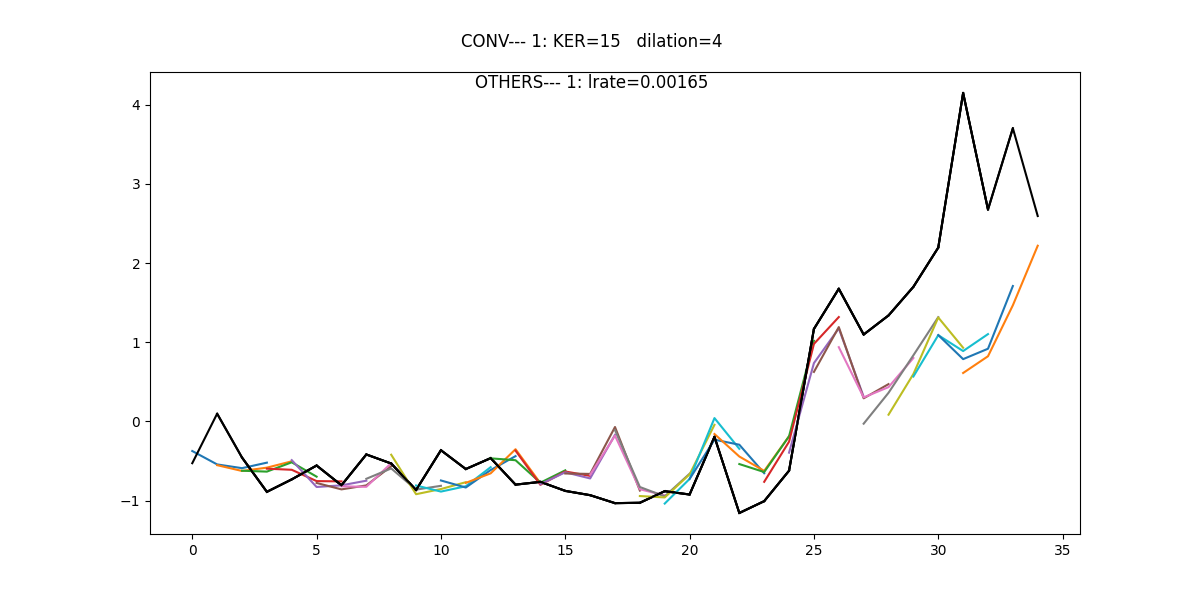 CONV--- 1: KER=15   dilation=4
OTHERS--- 1: lrate=0.00165
4
3
2
1
0
−1
0 5 10 15 20 25 30 35